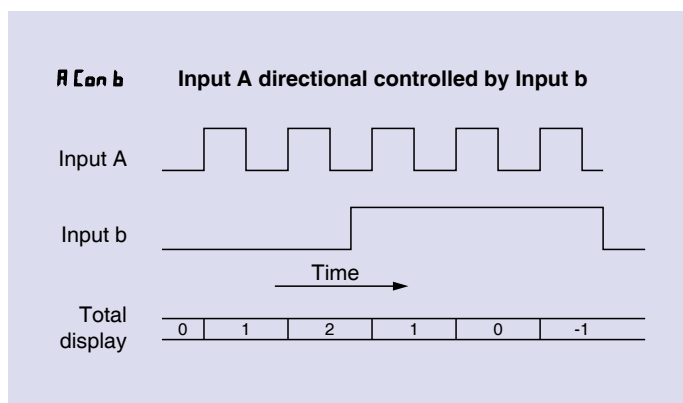 A Con b Input A directional controlled by Input b
Input A
Input b
Time
Total
display
0 1 2 1 0 -1